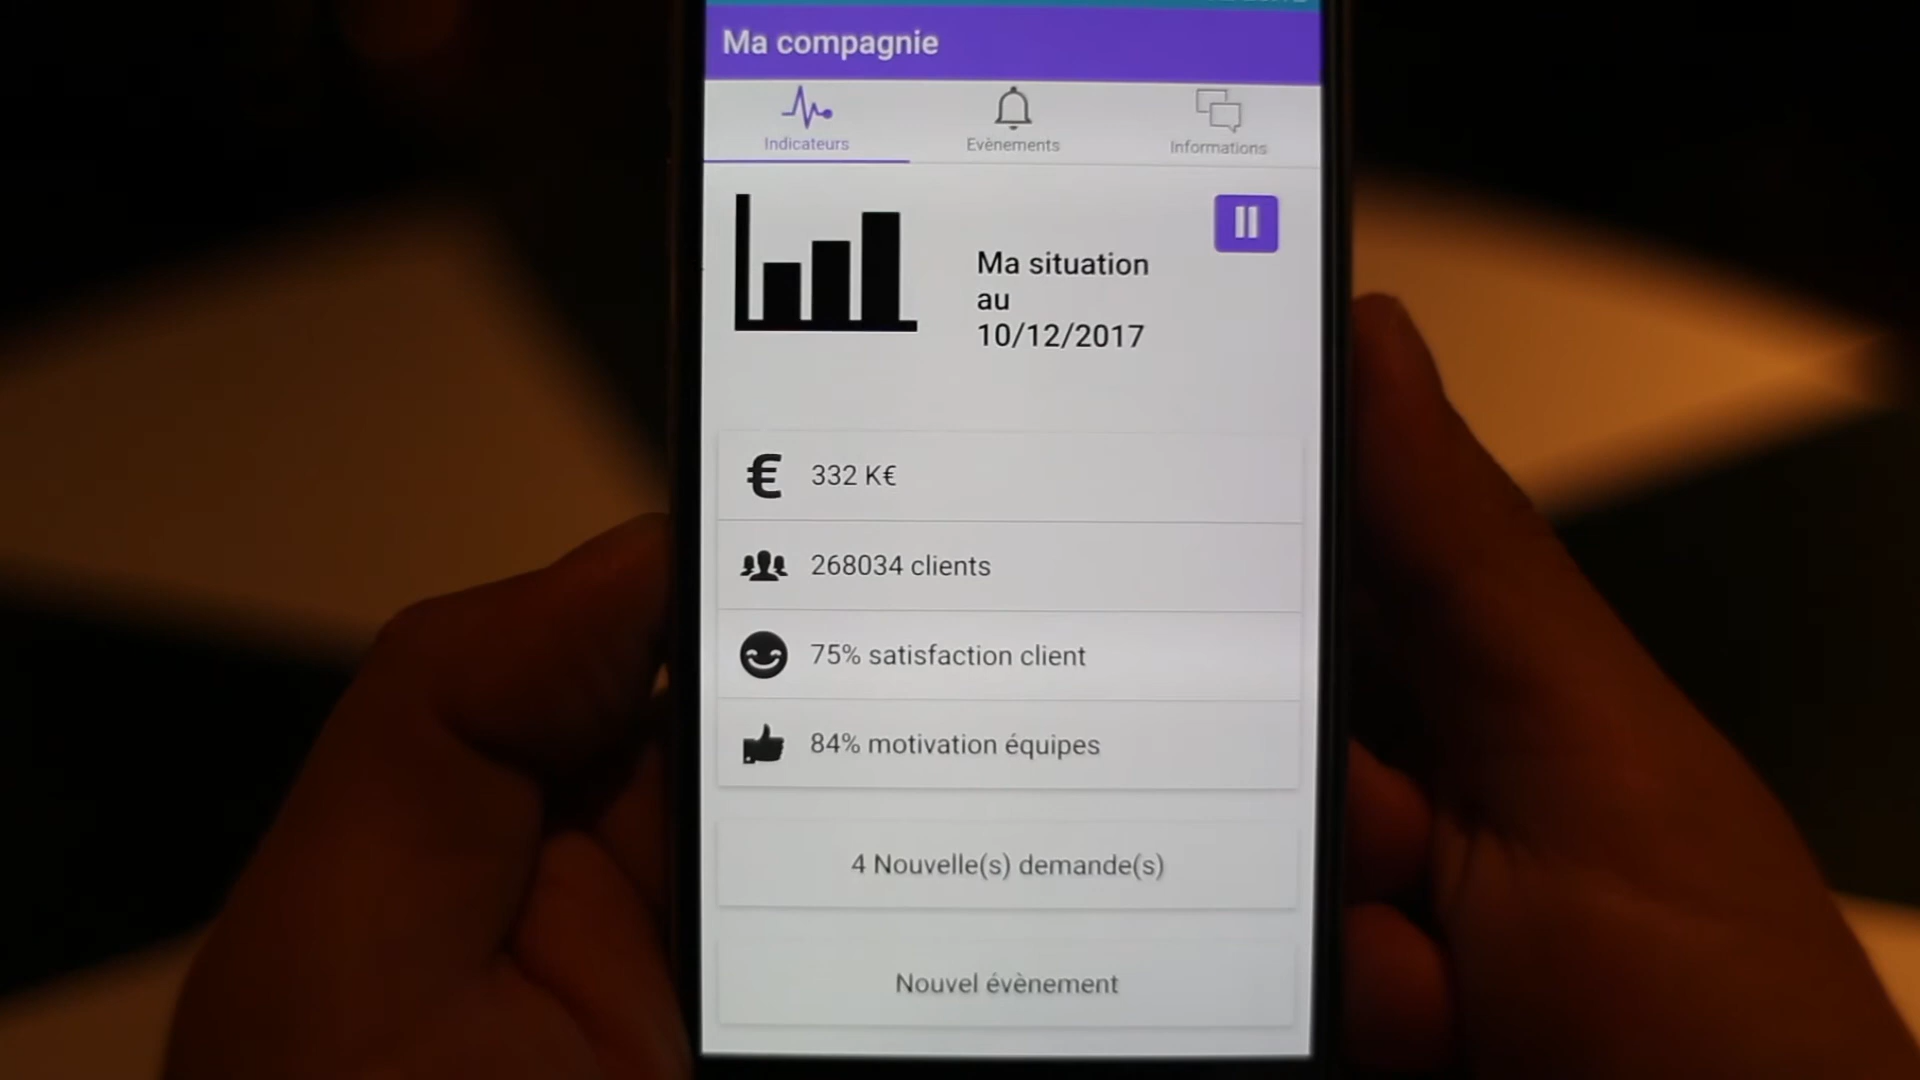 Ma compagnie
Indicateurs
Evènements
Informations
Ma situation
au
10/12/2017
€ 332 K€
268034 clients
75% satisfaction client
84% motivation équipes
4 Nouvelle(s) demande(s)
Nouvel évènement